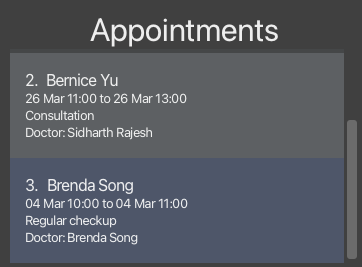 Appointments
2. Bernice Yu
26 Mar 11:00 to 26 Mar 13:00
Consultation
Doctor: Sidharth Rajesh
3. Brenda Song
04 Mar 10:00 to 04 Mar 11:00
Regular checkup
Doctor: Brenda Song